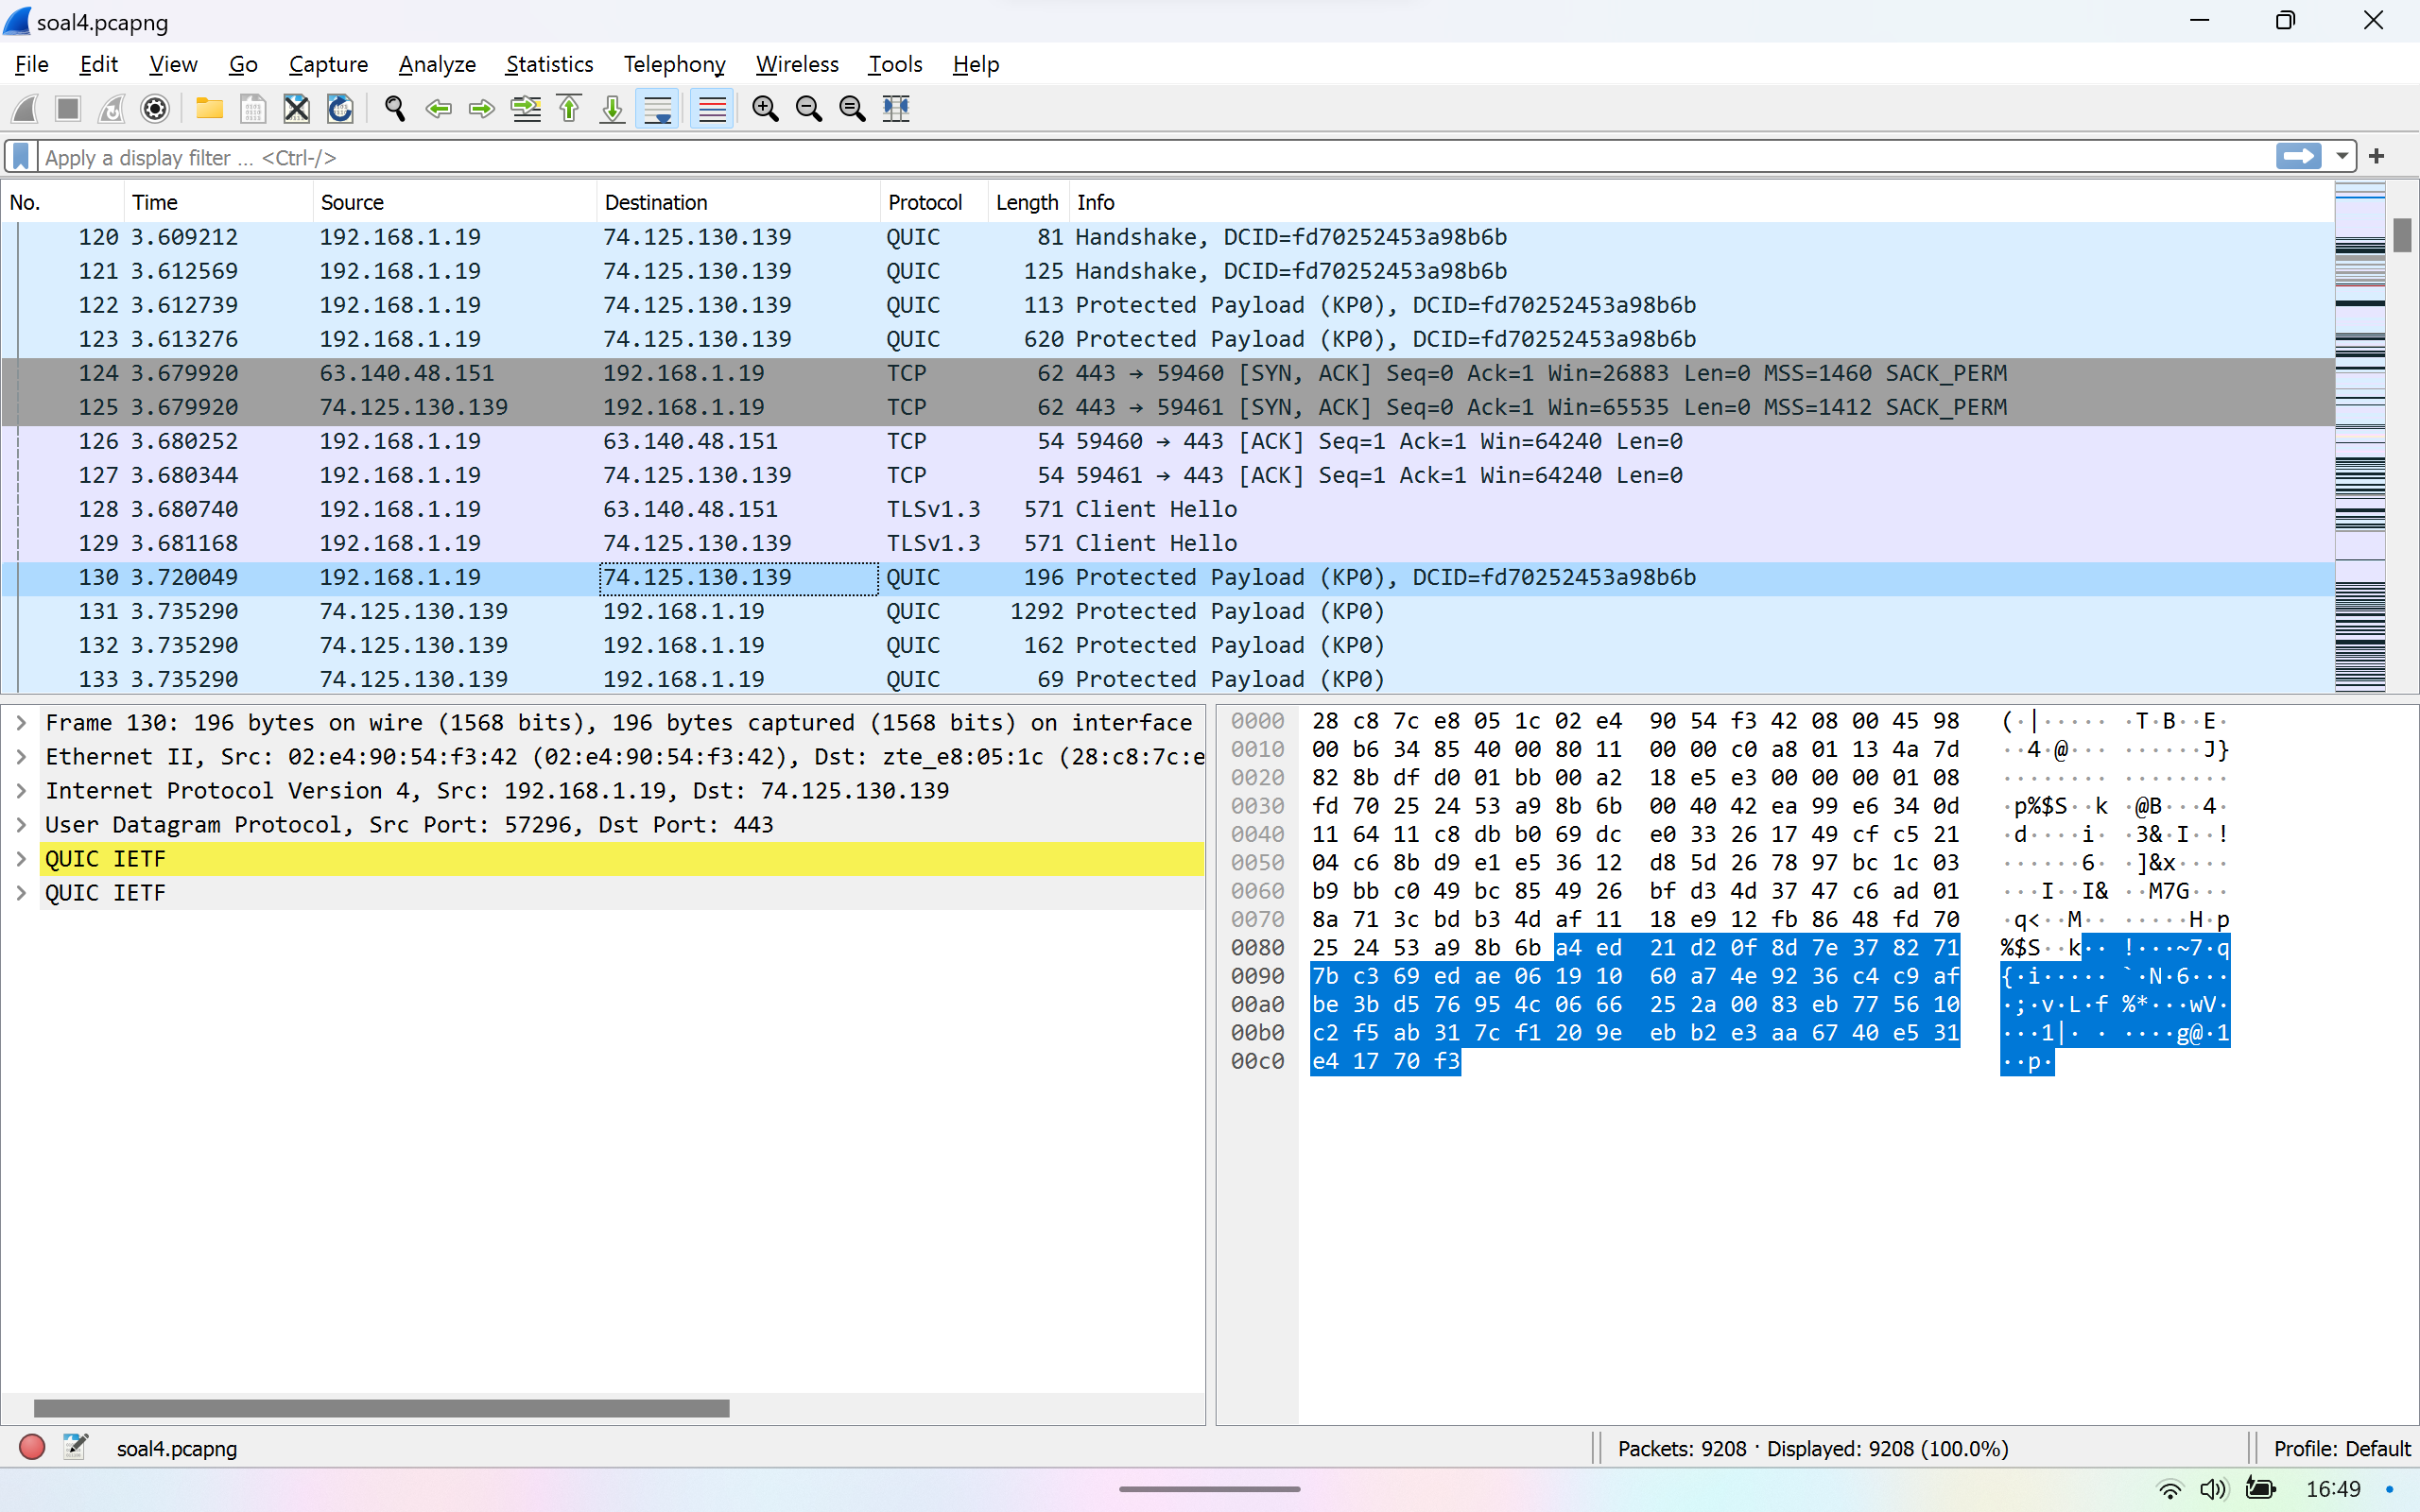 soal4.pcapng
File Edit View Go Capture Analyze Statistics Telephony Wireless Tools Help
Apply a display filter ... <Ctrl-/>
No. Time Source Destination Protocol Length Info
120 3.609212 192.168.1.19 74.125.130.139 QUIC 81 Handshake, DCID=fd70252453a98b6b
121 3.612569 192.168.1.19 74.125.130.139 QUIC 125 Handshake, DCID=fd70252453a98b6b
122 3.612739 192.168.1.19 74.125.130.139 QUIC 113 Protected Payload (KP0), DCID=fd70252453a98b6b
123 3.613276 192.168.1.19 74.125.130.139 QUIC 620 Protected Payload (KP0), DCID=fd70252453a98b6b
124 3.679920 63.140.48.151 192.168.1.19 TCP 62 443 → 59460 [SYN, ACK] Seq=0 Ack=1 Win=26883 Len=0 MSS=1460 SACK_PERM
125 3.679920 74.125.130.139 192.168.1.19 TCP 62 443 → 59461 [SYN, ACK] Seq=0 Ack=1 Win=65535 Len=0 MSS=1412 SACK_PERM
126 3.680252 192.168.1.19 63.140.48.151 TCP 54 59460 → 443 [ACK] Seq=1 Ack=1 Win=64240 Len=0
127 3.680344 192.168.1.19 74.125.130.139 TCP 54 59461 → 443 [ACK] Seq=1 Ack=1 Win=64240 Len=0
128 3.680740 192.168.1.19 63.140.48.151 TLSv1.3 571 Client Hello
129 3.681168 192.168.1.19 74.125.130.139 TLSv1.3 571 Client Hello
130 3.720049 192.168.1.19 74.125.130.139 QUIC 196 Protected Payload (KP0), DCID=fd70252453a98b6b
131 3.735290 74.125.130.139 192.168.1.19 QUIC 1292 Protected Payload (KP0)
132 3.735290 74.125.130.139 192.168.1.19 QUIC 162 Protected Payload (KP0)
133 3.735290 74.125.130.139 192.168.1.19 QUIC 69 Protected Payload (KP0)
Frame 130: 196 bytes on wire (1568 bits), 196 bytes captured (1568 bits) on interface
Ethernet II, Src: 02:e4:90:54:f3:42 (02:e4:90:54:f3:42), Dst: zte_e8:05:1c (28:c8:7c:e
Internet Protocol Version 4, Src: 192.168.1.19, Dst: 74.125.130.139
User Datagram Protocol, Src Port: 57296, Dst Port: 443
QUIC IETF
QUIC IETF
0000 28 c8 7c e8 05 1c 02 e4 90 54 f3 42 08 00 45 98 (·|····· ·T·B··E·
0010 00 b6 34 85 40 00 80 11 00 00 c0 a8 01 13 4a 7d ··4·@··· ······J}
0020 82 8b df d0 01 bb 00 a2 18 e5 e3 00 00 00 01 08 ········ ········
0030 fd 70 25 24 53 a9 8b 6b 00 40 42 ea 99 e6 34 0d ·p%$S··k ·@B···4·
0040 11 64 11 c8 db b0 69 dc e0 33 26 17 49 cf c5 21 ·d····i· ·3&·I··!
0050 04 c6 8b d9 e1 e5 36 12 d8 5d 26 78 97 bc 1c 03 ······6· ·]&x····
0060 b9 bb c0 49 bc 85 49 26 bf d3 4d 37 47 c6 ad 01 ···I··I& ··M7G···
0070 8a 71 3c bd b3 4d af 11 18 e9 12 fb 86 48 fd 70 ·q<··M·· ·····H·p
0080 25 24 53 a9 8b 6b a4 ed 21 d2 0f 8d 7e 37 82 71 %$S··k·· !···~7·q
0090 7b c3 69 ed ae 06 19 10 60 a7 4e 92 36 c4 c9 af {·i····· `·N·6···
00a0 be 3b d5 76 95 4c 06 66 25 2a 00 83 eb 77 56 10 ·;·v·L·f %*···wV·
00b0 c2 f5 ab 31 7c f1 20 9e eb b2 e3 aa 67 40 e5 31 ···1|· · ····g@·1
00c0 e4 17 70 f3 ··p·
soal4.pcapng
Packets: 9208 · Displayed: 9208 (100.0%)
Profile: Default
16:49